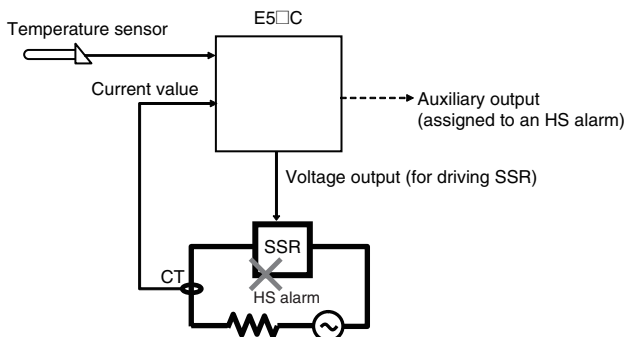 E5□C
Temperature sensor
Current value
Auxiliary output
(assigned to an HS alarm)
Voltage output (for driving SSR)
SSR
CT
HS alarm